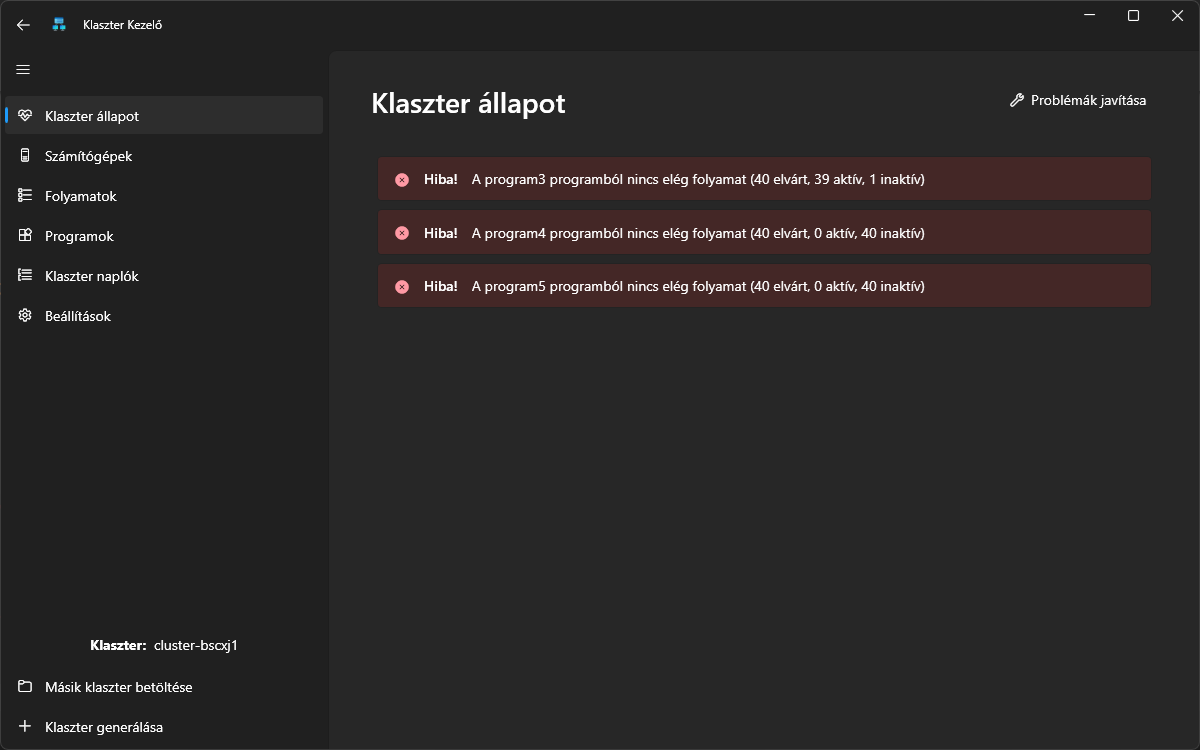 Klaszter Kezelő
Klaszter állapot
Számítógépek
Folyamatok
Programok
Klaszter naplók
Beállítások
Klaszter: cluster-bscxj1
Másik klaszter betöltése
Klaszter generálása
Klaszter állapot
Problémák javítása
Hiba! A program3 programból nincs elég folyamat (40 elvárt, 39 aktív, 1 inaktív)
Hiba! A program4 programból nincs elég folyamat (40 elvárt, 0 aktív, 40 inaktív)
Hiba! A program5 programból nincs elég folyamat (40 elvárt, 0 aktív, 40 inaktív)